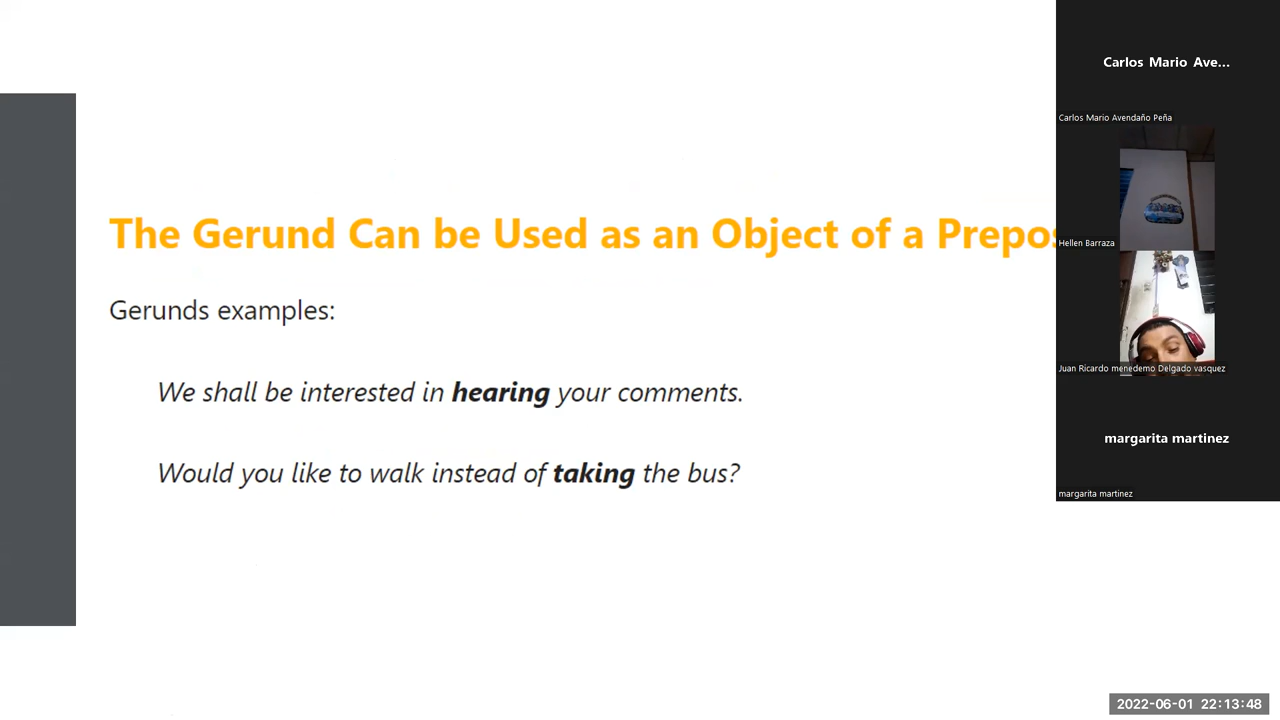 The Gerund Can be Used as an Object of a Prepos
Gerunds examples:
We shall be interested in hearing your comments.
Would you like to walk instead of taking the bus?
Carlos Mario Ave...
Carlos Mario Avendaño Peña
Hellen Barraza
Juan Ricardo menedemo Delgado vasquez
margarita martinez
margarita martinez
2022-06-01 22:13:48